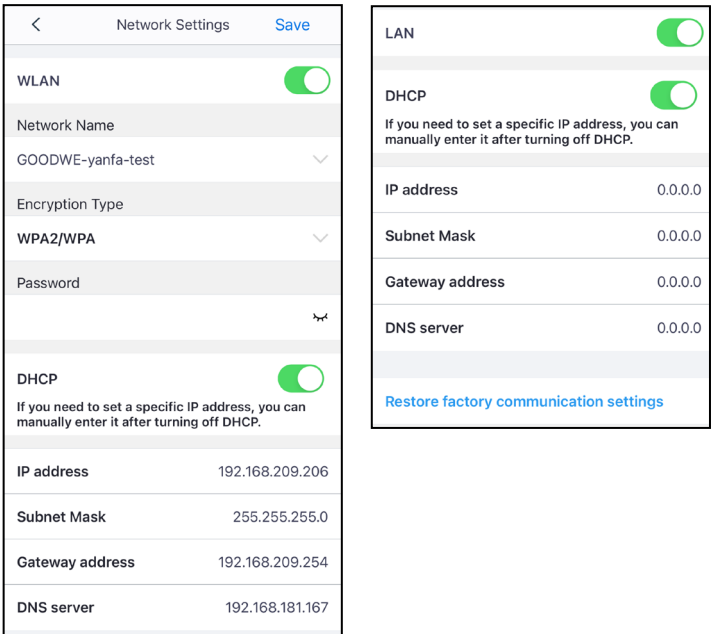 Network Settings Save
WLAN
Network Name
GOODWE-yanfa-test
Encryption Type
WPA2/WPA
Password
DHCP
If you need to set a specific IP address, you can
manually enter it after turning off DHCP.
IP address 192.168.209.206
Subnet Mask 255.255.255.0
Gateway address 192.168.209.254
DNS server 192.168.181.167
LAN
DHCP
If you need to set a specific IP address, you can
manually enter it after turning off DHCP.
IP address 0.0.0.0
Subnet Mask 0.0.0.0
Gateway address 0.0.0.0
DNS server 0.0.0.0
Restore factory communication settings